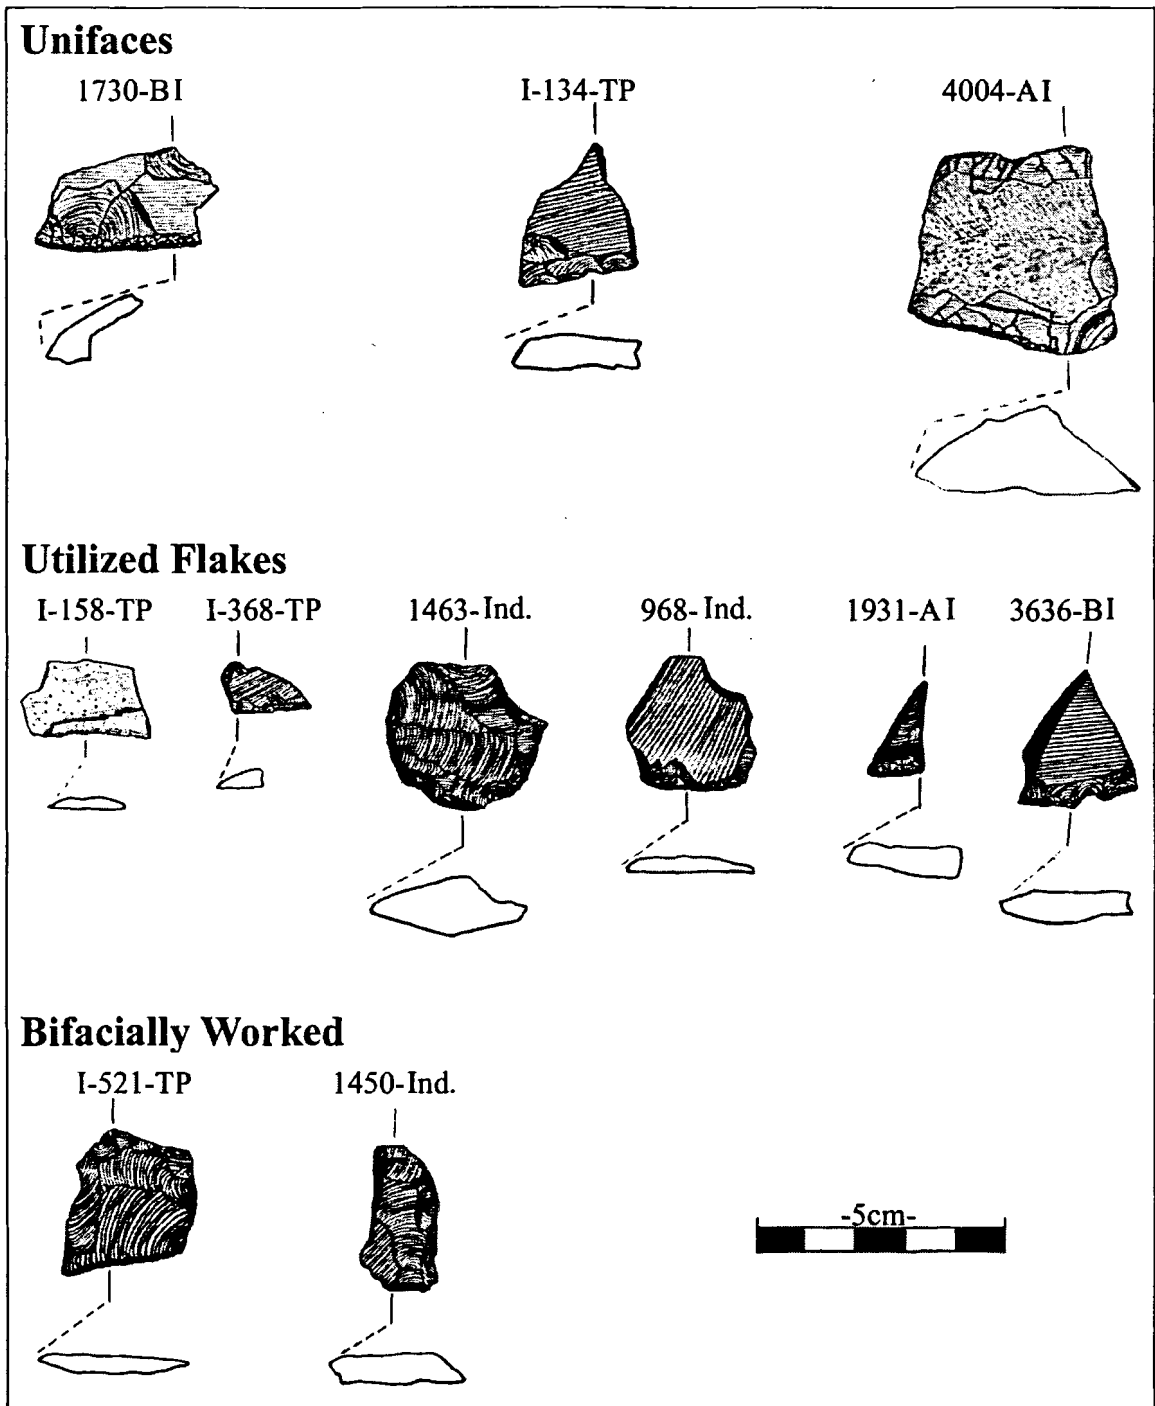 Unifaces
1730-BI I-134-TP 4004-AI
Utilized Flakes
I-158-TP I-368-TP 1463-Ind. 968-Ind. 1931-AI 3636-BI
Bifacially Worked
I-521-TP 1450-Ind.
-5cm-